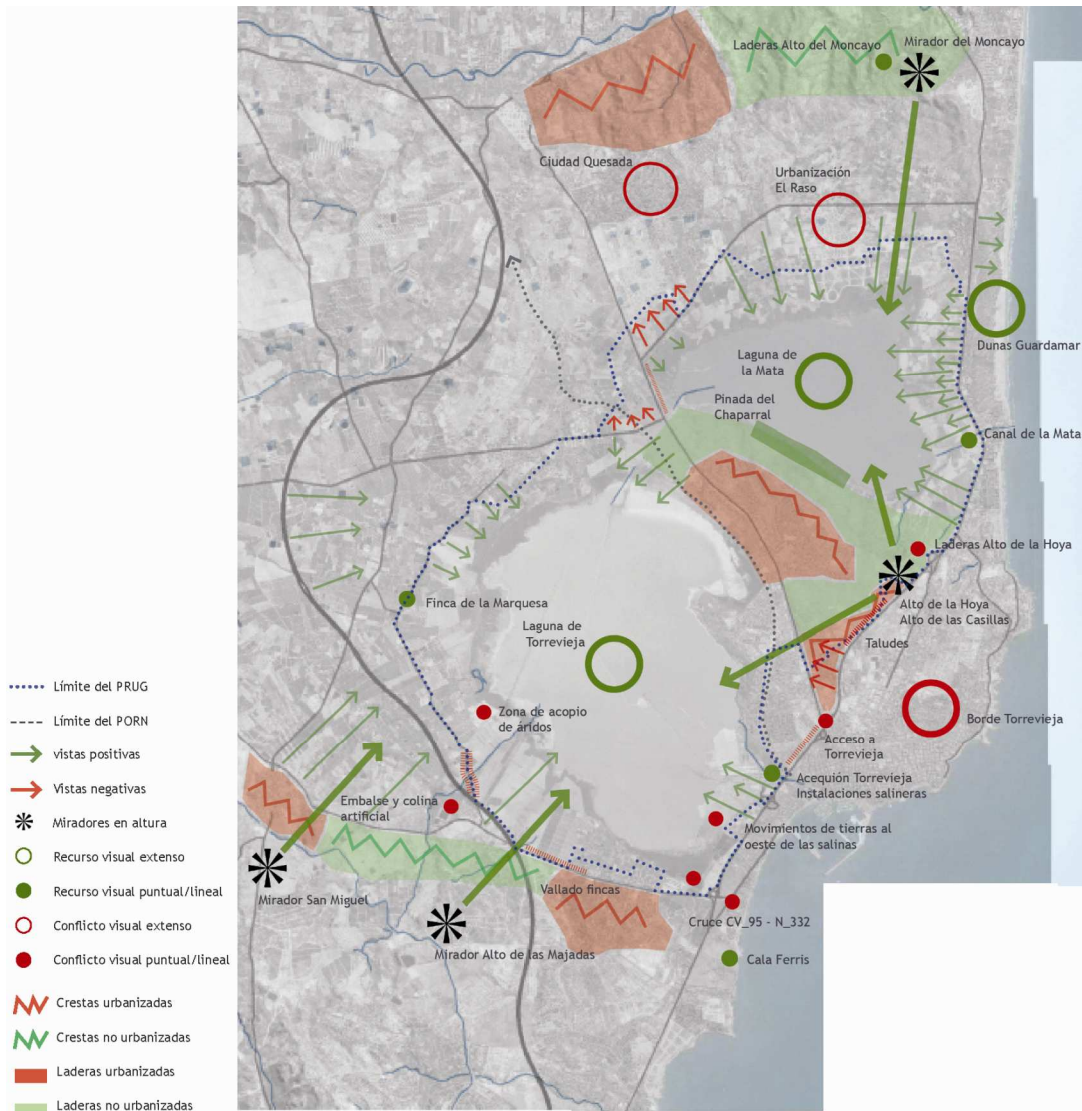 Laderas Alto del Moncayo
Mirador del Moncayo
Ciudad Quesada
Urbanización
El Raso
Dunas Guardamar
Laguna de
la Mata
Pinada del
Chaparral
Canal de la Mata
Laderas Alto de la Hoya
Finca de la Marquesa
Alto de la Hoya
Alto de las Casillas
Laguna de
Torrevieja
Taludes
Zona de acopio
de áridos
Borde Torrevieja
Acceso a
Torrevieja
Acequión Torrevieja
Instalaciones salineras
Embalse y colina
artificial
Movimientos de tierras al
oeste de las salinas
Vallado fincas
Mirador San Miguel
Cruce CV_95 - N_332
Mirador Alto de las Majadas
Cala Ferris
Límite del PRUG
Límite del PORN
vistas positivas
Vistas negativas
Miradores en altura
Recurso visual extenso
Recurso visual puntual/lineal
Conflicto visual extenso
Conflicto visual puntual/lineal
Crestas urbanizadas
Crestas no urbanizadas
Laderas urbanizadas
Laderas no urbanizadas